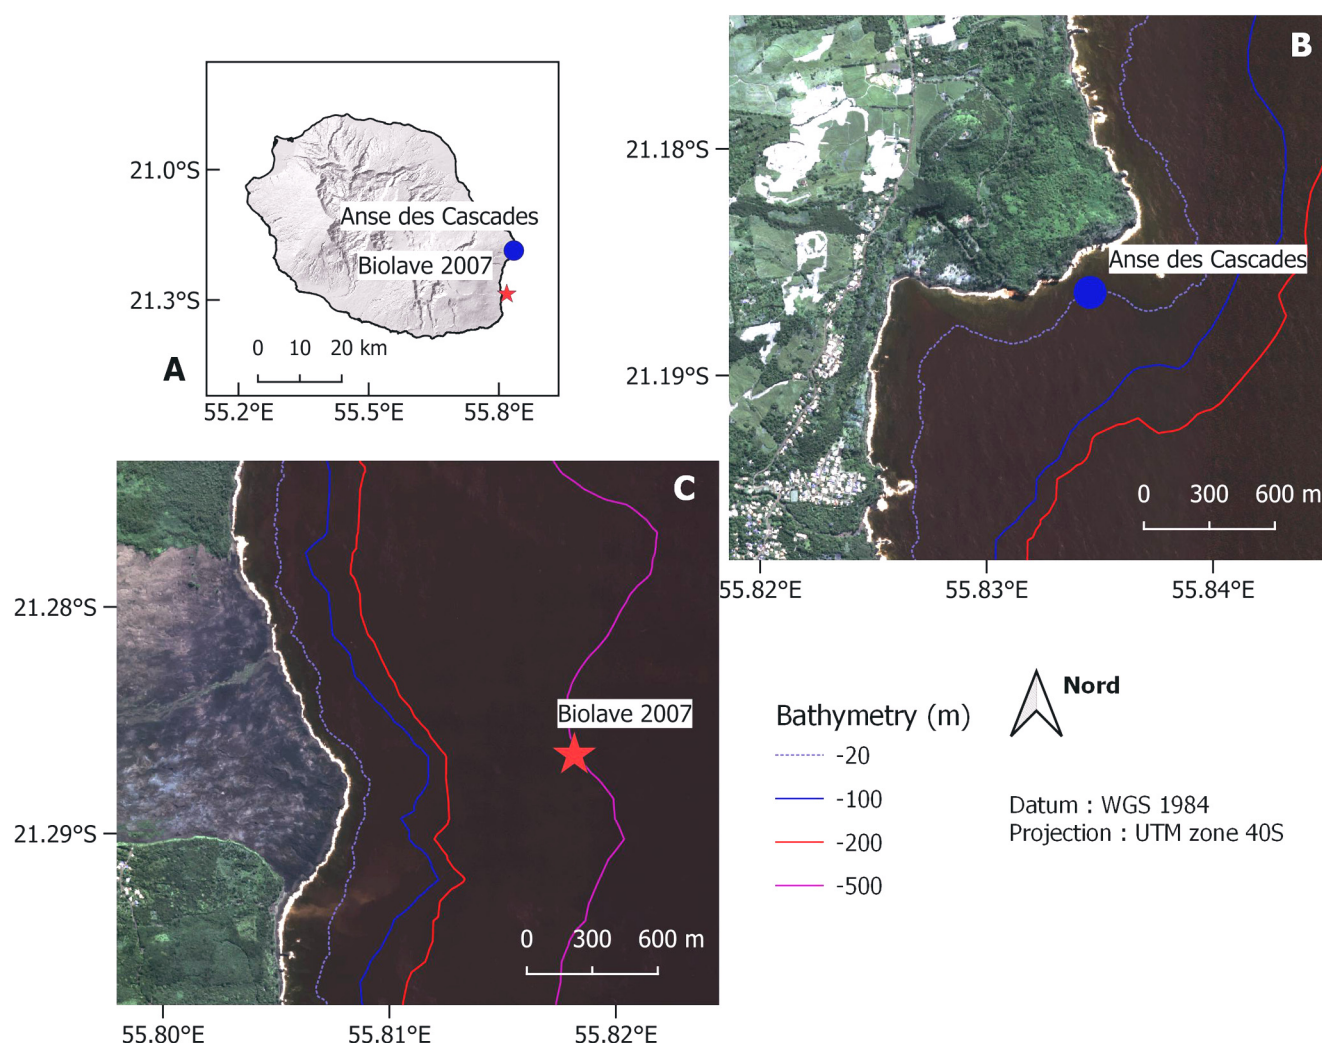 21.0°S
21.3°S
Anse des Cascades
Biolave 2007
0 10 20 km
A
55.2°E 55.5°E 55.8°E
B
21.18°S
21.19°S
Anse des Cascades
0 300 600 m
55.82°E 55.83°E 55.84°E
C
21.28°S
21.29°S
Biolave 2007
0 300 600 m
55.80°E 55.81°E 55.82°E
Bathymetry (m)
-20
-100
-200
-500
Nord
Datum : WGS 1984
Projection : UTM zone 40S